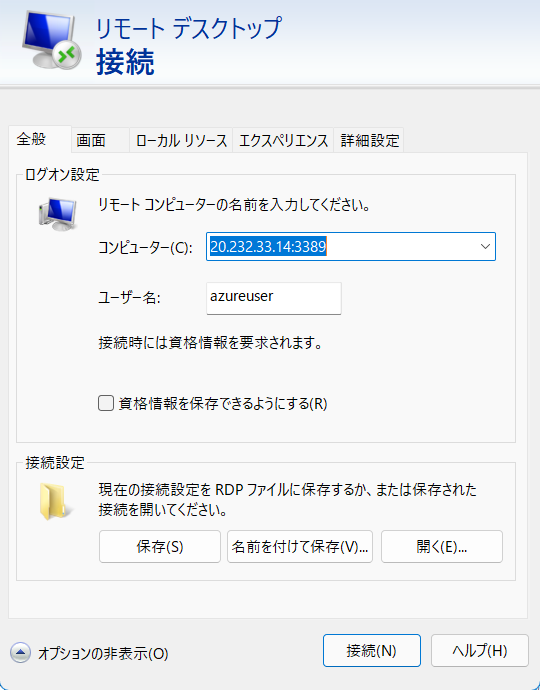 リモート デスクトップ
接続
全般 画面 ローカル リソース エクスペリエンス 詳細設定
ログオン設定
リモート コンピューターの名前を入力してください。
コンピューター(C): 20.232.33.14:3389
ユーザー名: azureuser
接続時には資格情報を要求されます。
資格情報を保存できるようにする(R)
接続設定
現在の接続設定を RDP ファイルに保存するか、または保存された
接続を開いてください。
保存(S) 名前を付けて保存(V)... 開く(E)...
オプションの非表示(O) 接続(N) ヘルプ(H)